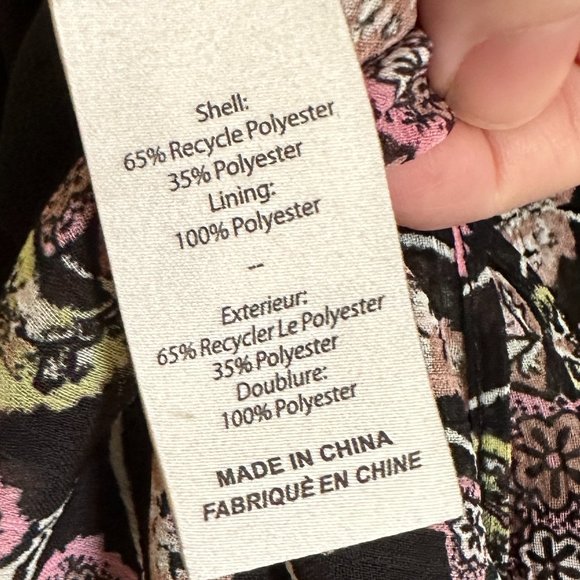 Shell:
65% Recycle Polyester
35% Polyester
Lining:
100% Polyester
--
Exterieur:
65% Recycler Le Polyester
35% Polyester
Doublure:
100% Polyester
MADE IN CHINA
FABRIQUÈ EN CHINE